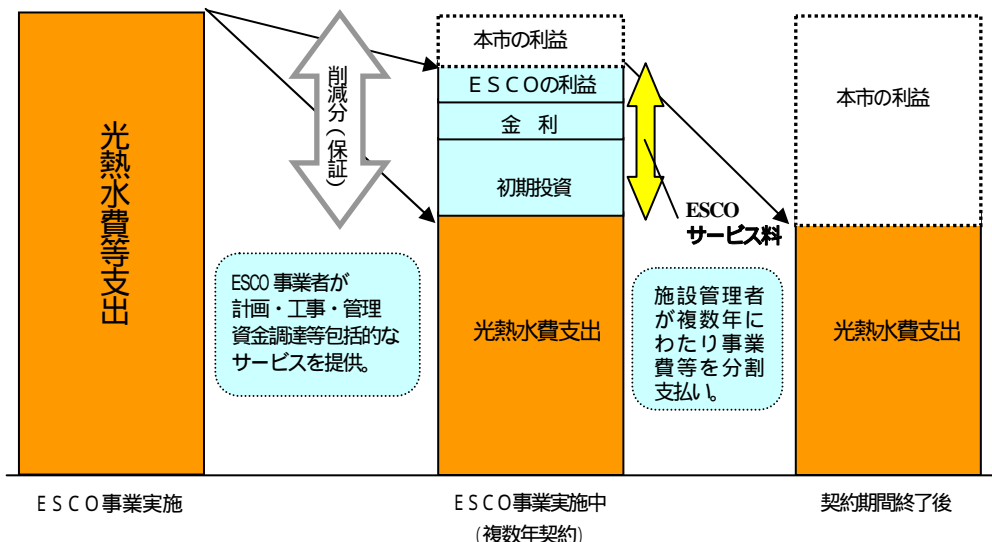 光熱水費等支出
削減分(保証)
本市の利益
ESCOの利益
金 利
初期投資
光熱水費支出
ESCO
サービス料
本市の利益
光熱水費支出
ESCO 事業者が
計画・工事・管理
資金調達等包括的な
サービスを提供。
施設管理者
が複数年に
わたり事業
費等を分割
支払い。
ESCO事業実施
ESCO事業実施中
(複数年契約)
契約期間終了後